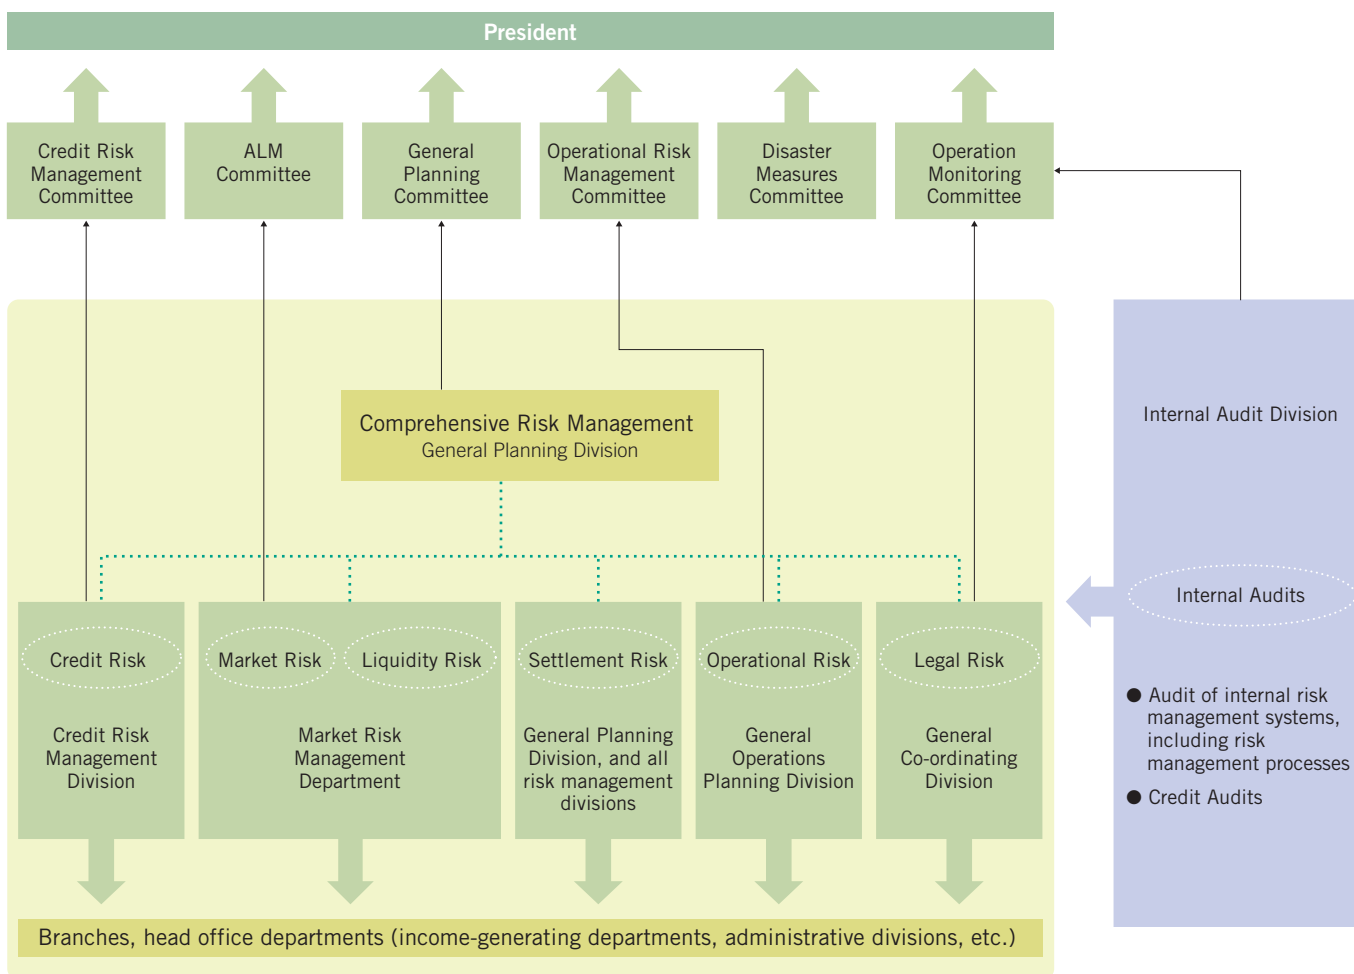 President
Credit Risk
Management
Committee
ALM
Committee
General
Planning
Committee
Operational Risk
Management
Committee
Disaster
Measures
Committee
Operation
Monitoring
Committee
Comprehensive Risk Management
General Planning Division
Internal Audit Division
Internal Audits
● Audit of internal risk
management systems,
including risk
management processes
● Credit Audits
Credit Risk
Credit Risk
Management
Division
Market Risk
Liquidity Risk
Market Risk
Management
Department
Settlement Risk
General Planning
Division, and all
risk management
divisions
Operational Risk
General
Operations
Planning Division
Legal Risk
General
Co-ordinating
Division
Branches, head office departments (income-generating departments, administrative divisions, etc.)